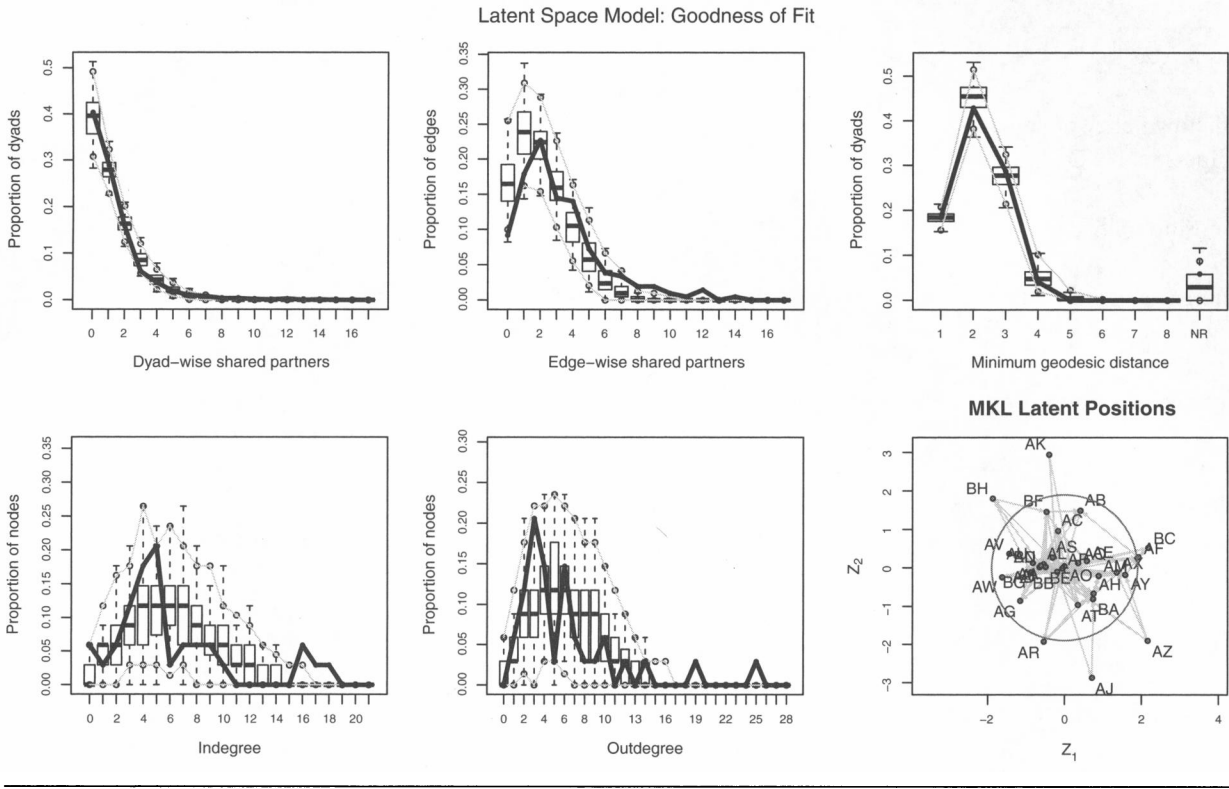 Latent Space Model: Goodness of Fit
Proportion of dyads
0.5
0.4
0.3
0.2
0.1
0.0
0 2 4 6 8 10 12 14 16
Dyad−wise shared partners
Proportion of edges
0.35
0.30
0.25
0.20
0.15
0.10
0.05
0.00
0 2 4 6 8 10 12 14 16
Edge−wise shared partners
Proportion of dyads
0.5
0.4
0.3
0.2
0.1
0.0
1 2 3 4 5 6 7 8 NR
Minimum geodesic distance
Proportion of nodes
0.35
0.30
0.25
0.20
0.15
0.10
0.05
0.00
0 2 4 6 8 10 12 14 16 18 20
Indegree
Proportion of nodes
0.30
0.25
0.20
0.15
0.10
0.05
0.00
0 2 4 6 8 10 13 16 19 22 25 28
Outdegree
MKL Latent Positions
Z2
3
2
1
0
−1
−2
−3
AK
BH
BF
AB
AC
BC
AF
AV
AS
AL
AE
AW
BG
BB
BE
AO
AM
AX
AH
AY
AG
AT
BA
AR
AZ
AJ
−2 0 2 4
Z1